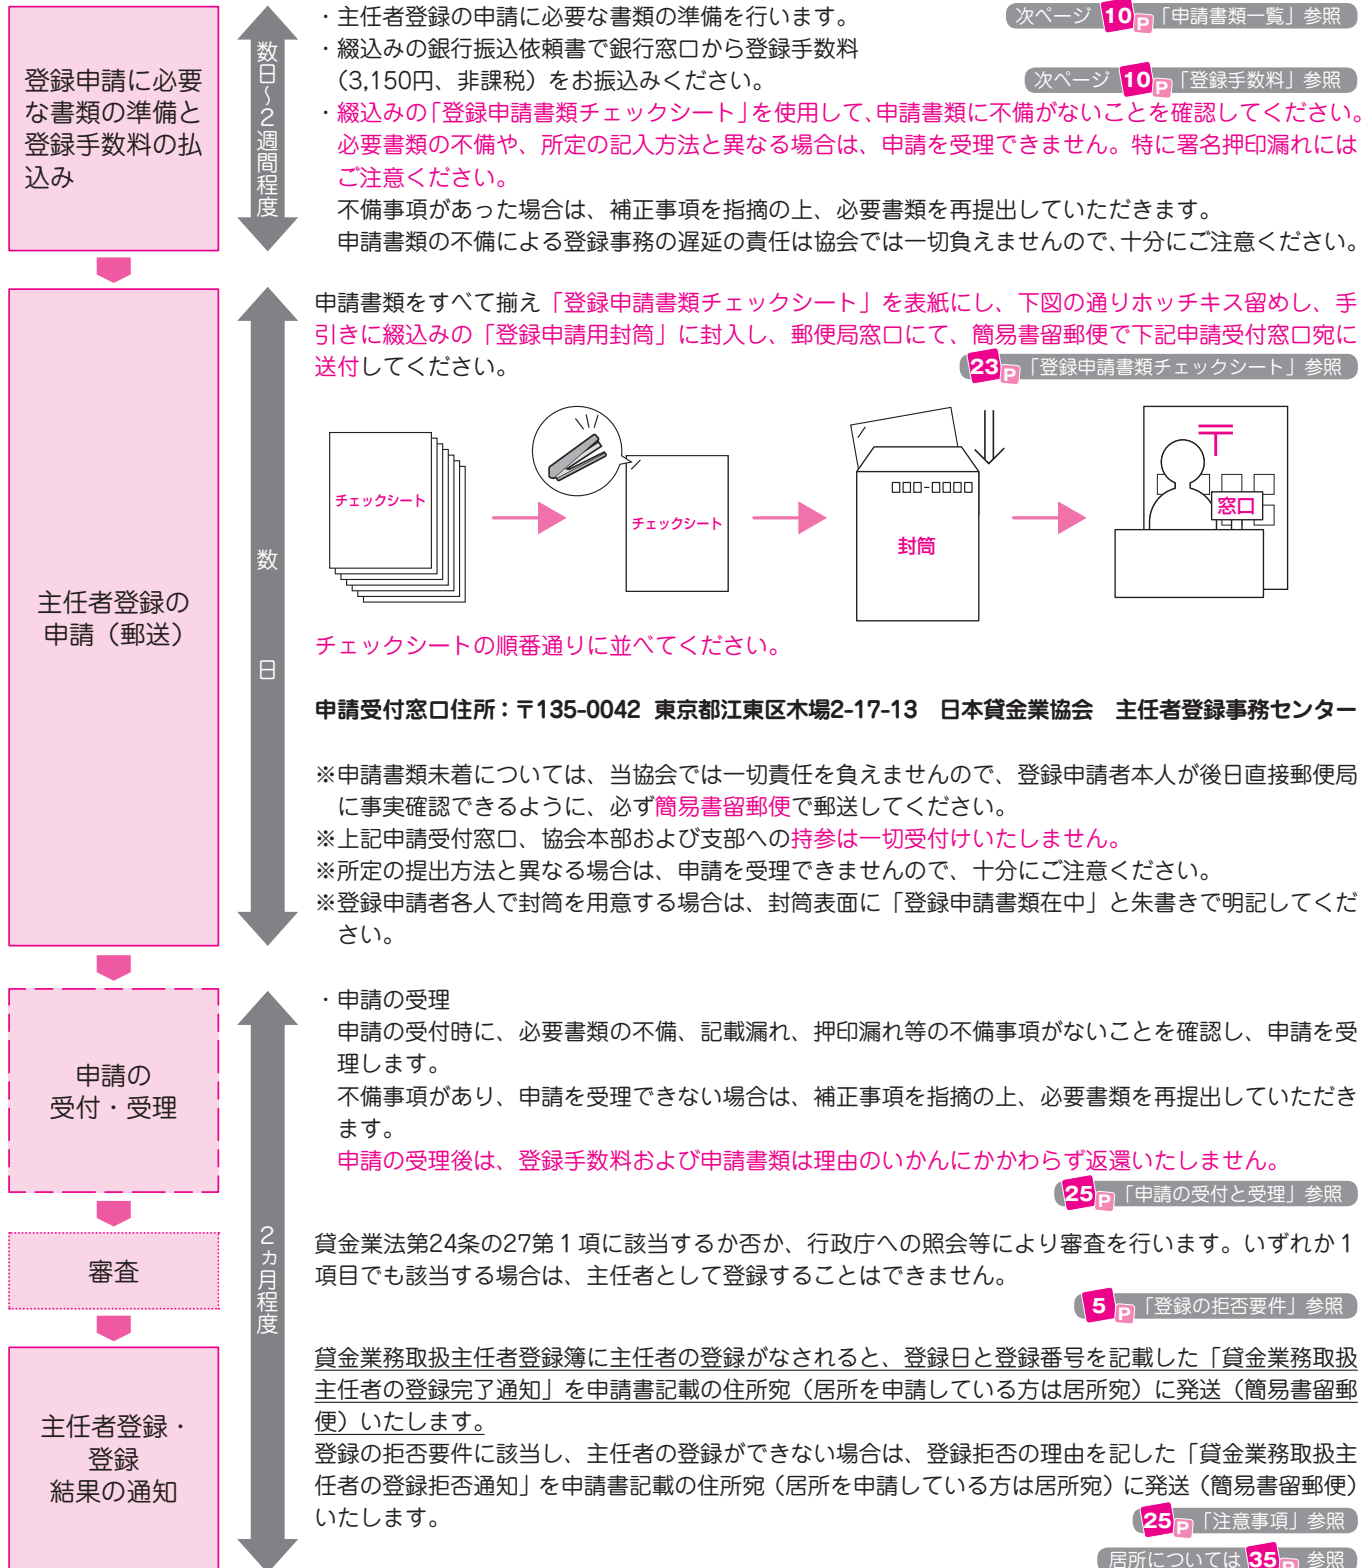 登録申請に必要
な書類の準備と
登録手数料の払
込み
数日～2週間程度
・主任者登録の申請に必要な書類の準備を行います。
次ページ 10P 「申請書類一覧」参照
・綴込みの銀行振込依頼書で銀行窓口から登録手数料
（3,150円、非課税）をお振込みください。
次ページ 10P 「登録手数料」参照
・綴込みの「登録申請書類チェックシート」を使用して、申請書類に不備がないことを確認してください。
必要書類の不備や、所定の記入方法と異なる場合は、申請を受理できません。特に署名押印漏れには
ご注意ください。
不備事項があった場合は、補正事項を指摘の上、必要書類を再提出していただきます。
申請書類の不備による登録事務の遅延の責任は協会では一切負えませんので、十分にご注意ください。
主任者登録の
申請（郵送）
数日
申請書類をすべて揃え「登録申請書類チェックシート」を表紙にし、下図の通りホッチキス留めし、手
引きに綴込みの「登録申請用封筒」に封入し、郵便局窓口にて、簡易書留郵便で下記申請受付窓口宛に
送付してください。
23P 「登録申請書類チェックシート」参照
チェックシート
チェックシート
□□□-□□□□
封筒
〒
窓口
チェックシートの順番通りに並べてください。
申請受付窓口住所：〒135-0042 東京都江東区木場2-17-13 日本貸金業協会 主任者登録事務センター
※申請書類未着については、当協会では一切責任を負えませんので、登録申請者本人が後日直接郵便局
に事実確認できるように、必ず簡易書留郵便で郵送してください。
※上記申請受付窓口、協会本部および支部への持参は一切受付けいたしません。
※所定の提出方法と異なる場合は、申請を受理できませんので、十分にご注意ください。
※登録申請者各人で封筒を用意する場合は、封筒表面に「登録申請書類在中」と朱書きで明記してくだ
さい。
申請の
受付・受理
2ヵ月程度
・申請の受理
申請の受付時に、必要書類の不備、記載漏れ、押印漏れ等の不備事項がないことを確認し、申請を受
理します。
不備事項があり、申請を受理できない場合は、補正事項を指摘の上、必要書類を再提出していただき
ます。
申請の受理後は、登録手数料および申請書類は理由のいかんにかかわらず返還いたしません。
25P 「申請の受付と受理」参照
審査
貸金業法第24条の27第１項に該当するか否か、行政庁への照会等により審査を行います。いずれか１
項目でも該当する場合は、主任者として登録することはできません。
5P 「登録の拒否要件」参照
主任者登録・
登録
結果の通知
貸金業務取扱主任者登録簿に主任者の登録がなされると、登録日と登録番号を記載した「貸金業務取扱
主任者の登録完了通知」を申請書記載の住所宛（居所を申請している方は居所宛）に発送（簡易書留郵
便）いたします。
登録の拒否要件に該当し、主任者の登録ができない場合は、登録拒否の理由を記した「貸金業務取扱主
任者の登録拒否通知」を申請書記載の住所宛（居所を申請している方は居所宛）に発送（簡易書留郵便）
いたします。
25P 「注意事項」参照
居所については 35P 参照